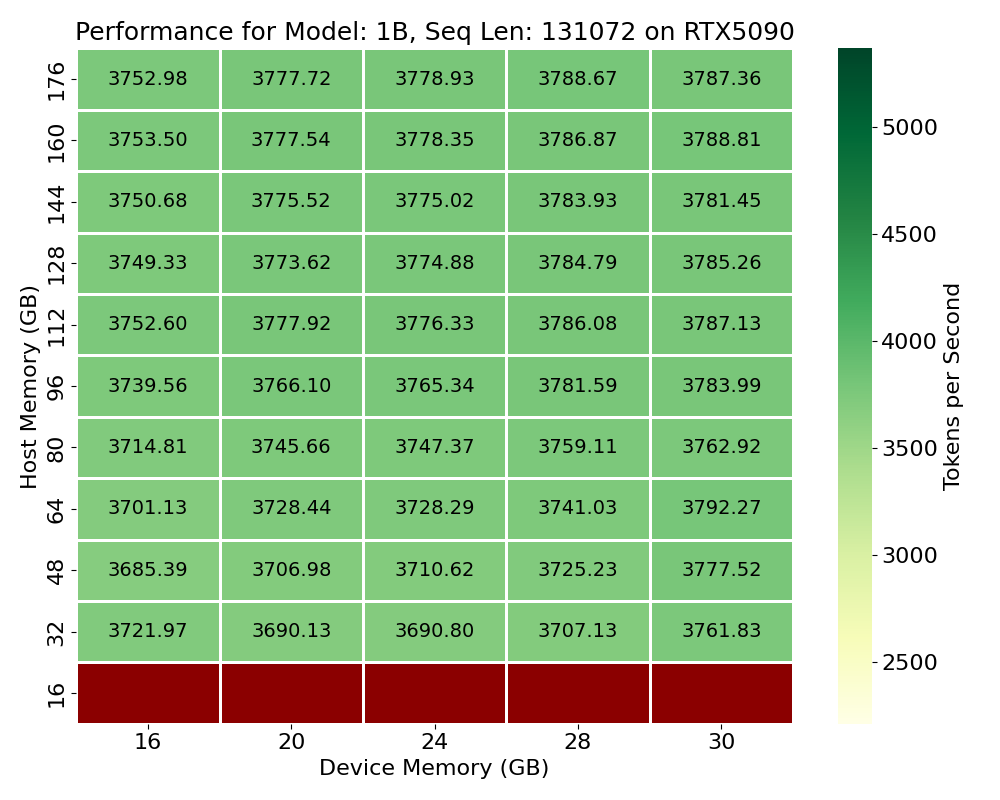 Performance for Model: 1B, Seq Len: 131072 on RTX5090
176 3752.98 3777.72 3778.93 3788.67 3787.36
160 3753.50 3777.54 3778.35 3786.87 3788.81
144 3750.68 3775.52 3775.02 3783.93 3781.45
128 3749.33 3773.62 3774.88 3784.79 3785.26
112 3752.60 3777.92 3776.33 3786.08 3787.13
96 3739.56 3766.10 3765.34 3781.59 3783.99
80 3714.81 3745.66 3747.37 3759.11 3762.92
64 3701.13 3728.44 3728.29 3741.03 3792.27
48 3685.39 3706.98 3710.62 3725.23 3777.52
32 3721.97 3690.13 3690.80 3707.13 3761.83
16
16 20 24 28 30
Device Memory (GB)
Host Memory (GB)
5000
4500
4000
3500
3000
2500
Tokens per Second